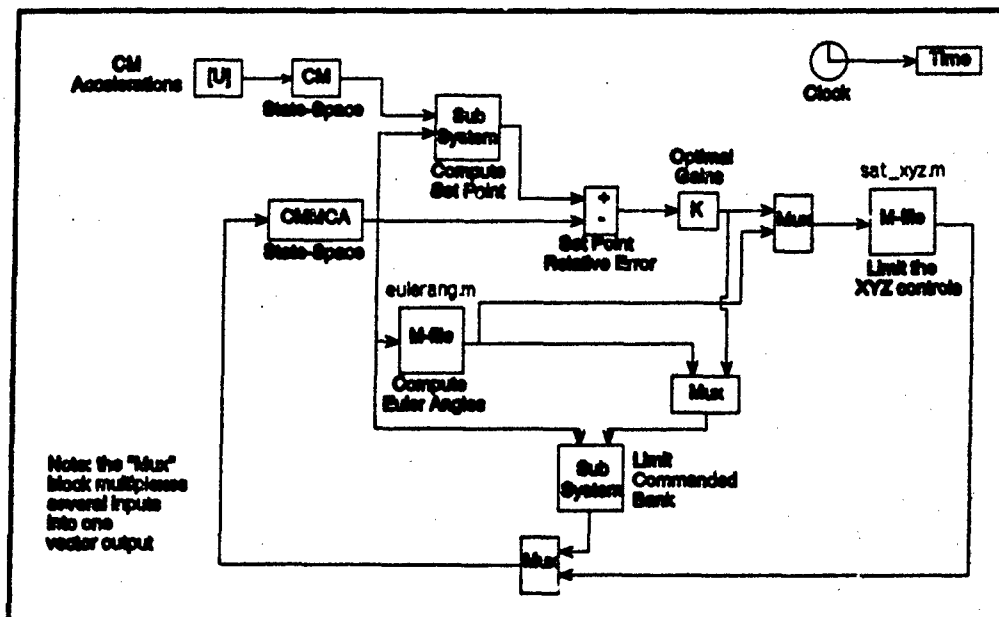 CM
Accelerations
[U]
CM
State-Space
Clock
Time
Sub
System
Compute
Set Point
CMMCA
State-Space
+
-
Set Point
Relative Error
Optimal
Gains
K
Mux
sat_xyz.m
M-file
Limit the
XYZ controls
eulerang.m
M-file
Compute
Euler Angles
Mux
Sub
System
Limit
Commanded
Bank
Mux
Note: the "Mux"
block multiplexes
several inputs
into one
vector output